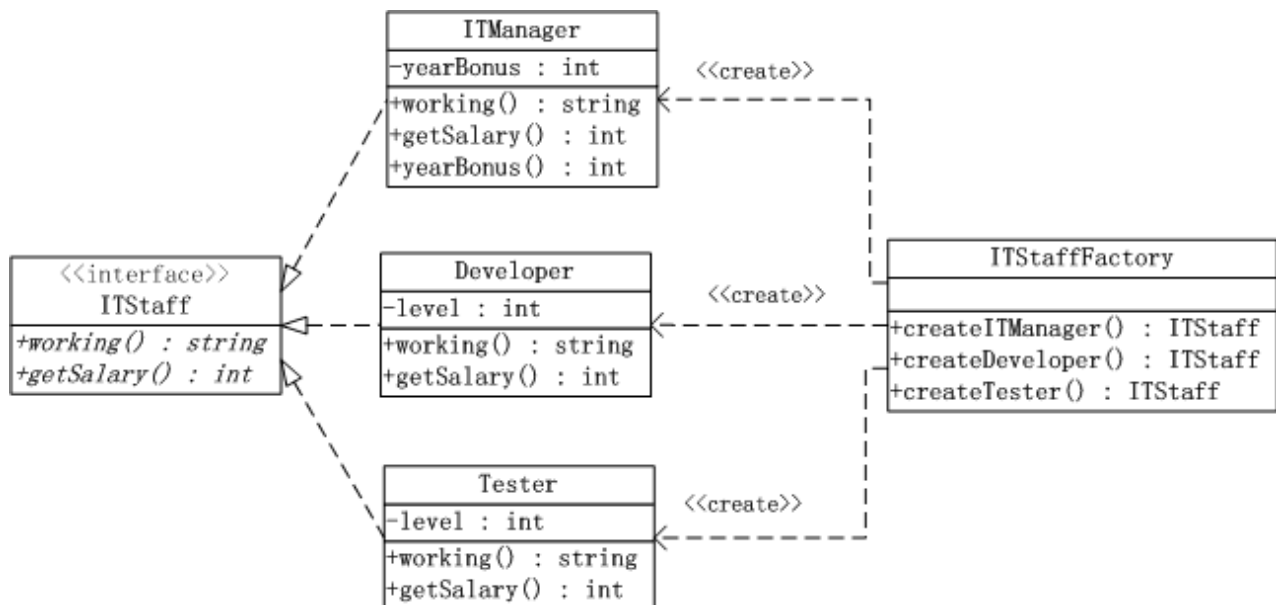 ITManager
-yearBonus : int
+working() : string
+getSalary() : int
+yearBonus() : int
<<create>>
<<interface>>
ITStaff
+working() : string
+getSalary() : int
Developer
-level : int
+working() : string
+getSalary() : int
<<create>>
ITStaffFactory
+createITManager() : ITStaff
+createDeveloper() : ITStaff
+createTester() : ITStaff
Tester
-level : int
+working() : string
+getSalary() : int
<<create>>